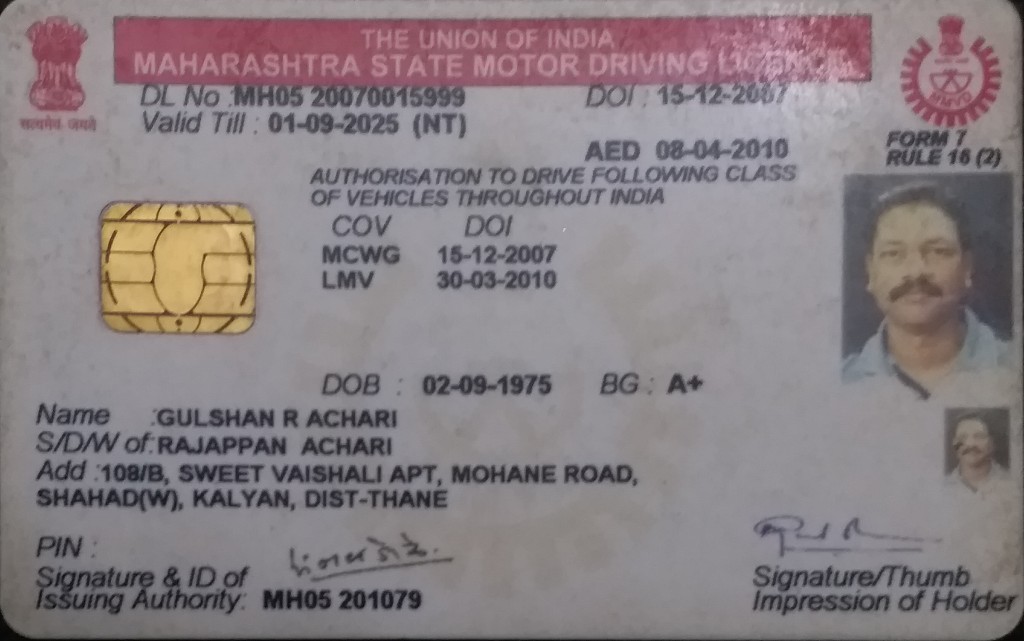 THE UNION OF INDIA
MAHARASHTRA STATE MOTOR DRIVING LICENCE
सत्यमेव जयते
DL No :MH05 20070015999 DOI : 15-12-2007
Valid Till : 01-09-2025 (NT)
FORM 7
RULE 16 (2)
AED 08-04-2010
AUTHORISATION TO DRIVE FOLLOWING CLASS
OF VEHICLES THROUGHOUT INDIA
COV DOI
MCWG 15-12-2007
LMV 30-03-2010
DOB : 02-09-1975 BG : A+
Name :GULSHAN R ACHARI
S/D/W of:RAJAPPAN ACHARI
Add :108/B, SWEET VAISHALI APT, MOHANE ROAD,
SHAHAD(W), KALYAN, DIST-THANE
PIN :
Signature & ID of
Issuing Authority: MH05 201079
Signature/Thumb
Impression of Holder